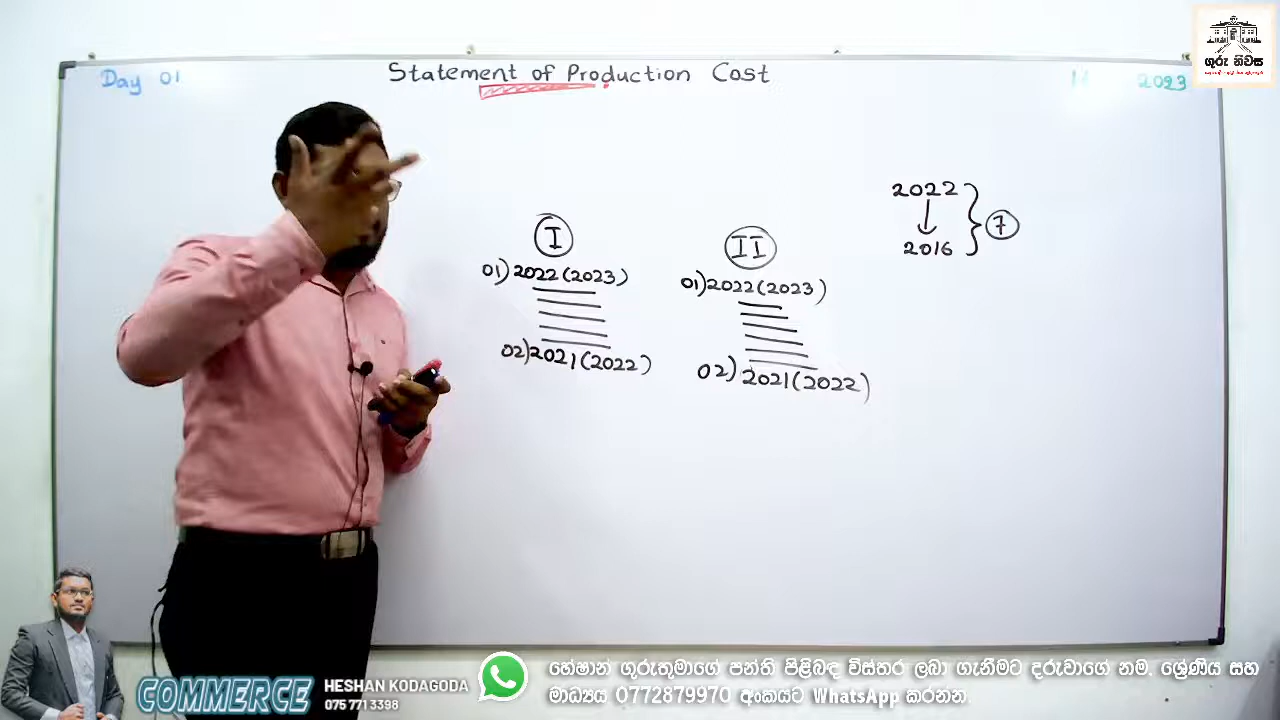 Day 01
Statement of Production Cost
2023
ගුරු නිවස
I
01) 2022 (2023)
02) 2021 (2022)
II
01) 2022 (2023)
02) 2021 (2022)
2022
2016
7
COMMERCE
HESHAN KODAGODA
075 771 3398
හේෂාන් ගුරුතුමාගේ පන්ති පිළිබඳ විස්තර ලබා ගැනීමට දරුවාගේ නම, ශ්‍රේණිය සහ
මාධ්‍යය 0772879970 අංකයට WhatsApp කරන්න.